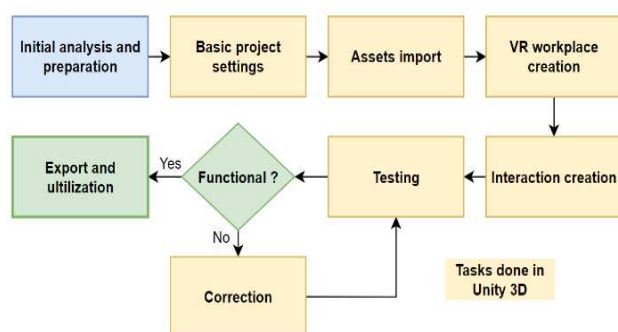 Initial analysis and
preparation
Basic project
settings
Assets import
VR workplace
creation
Export and
ultilization
Yes
Functional ?
Testing
Interaction creation
No
Correction
Tasks done in
Unity 3D